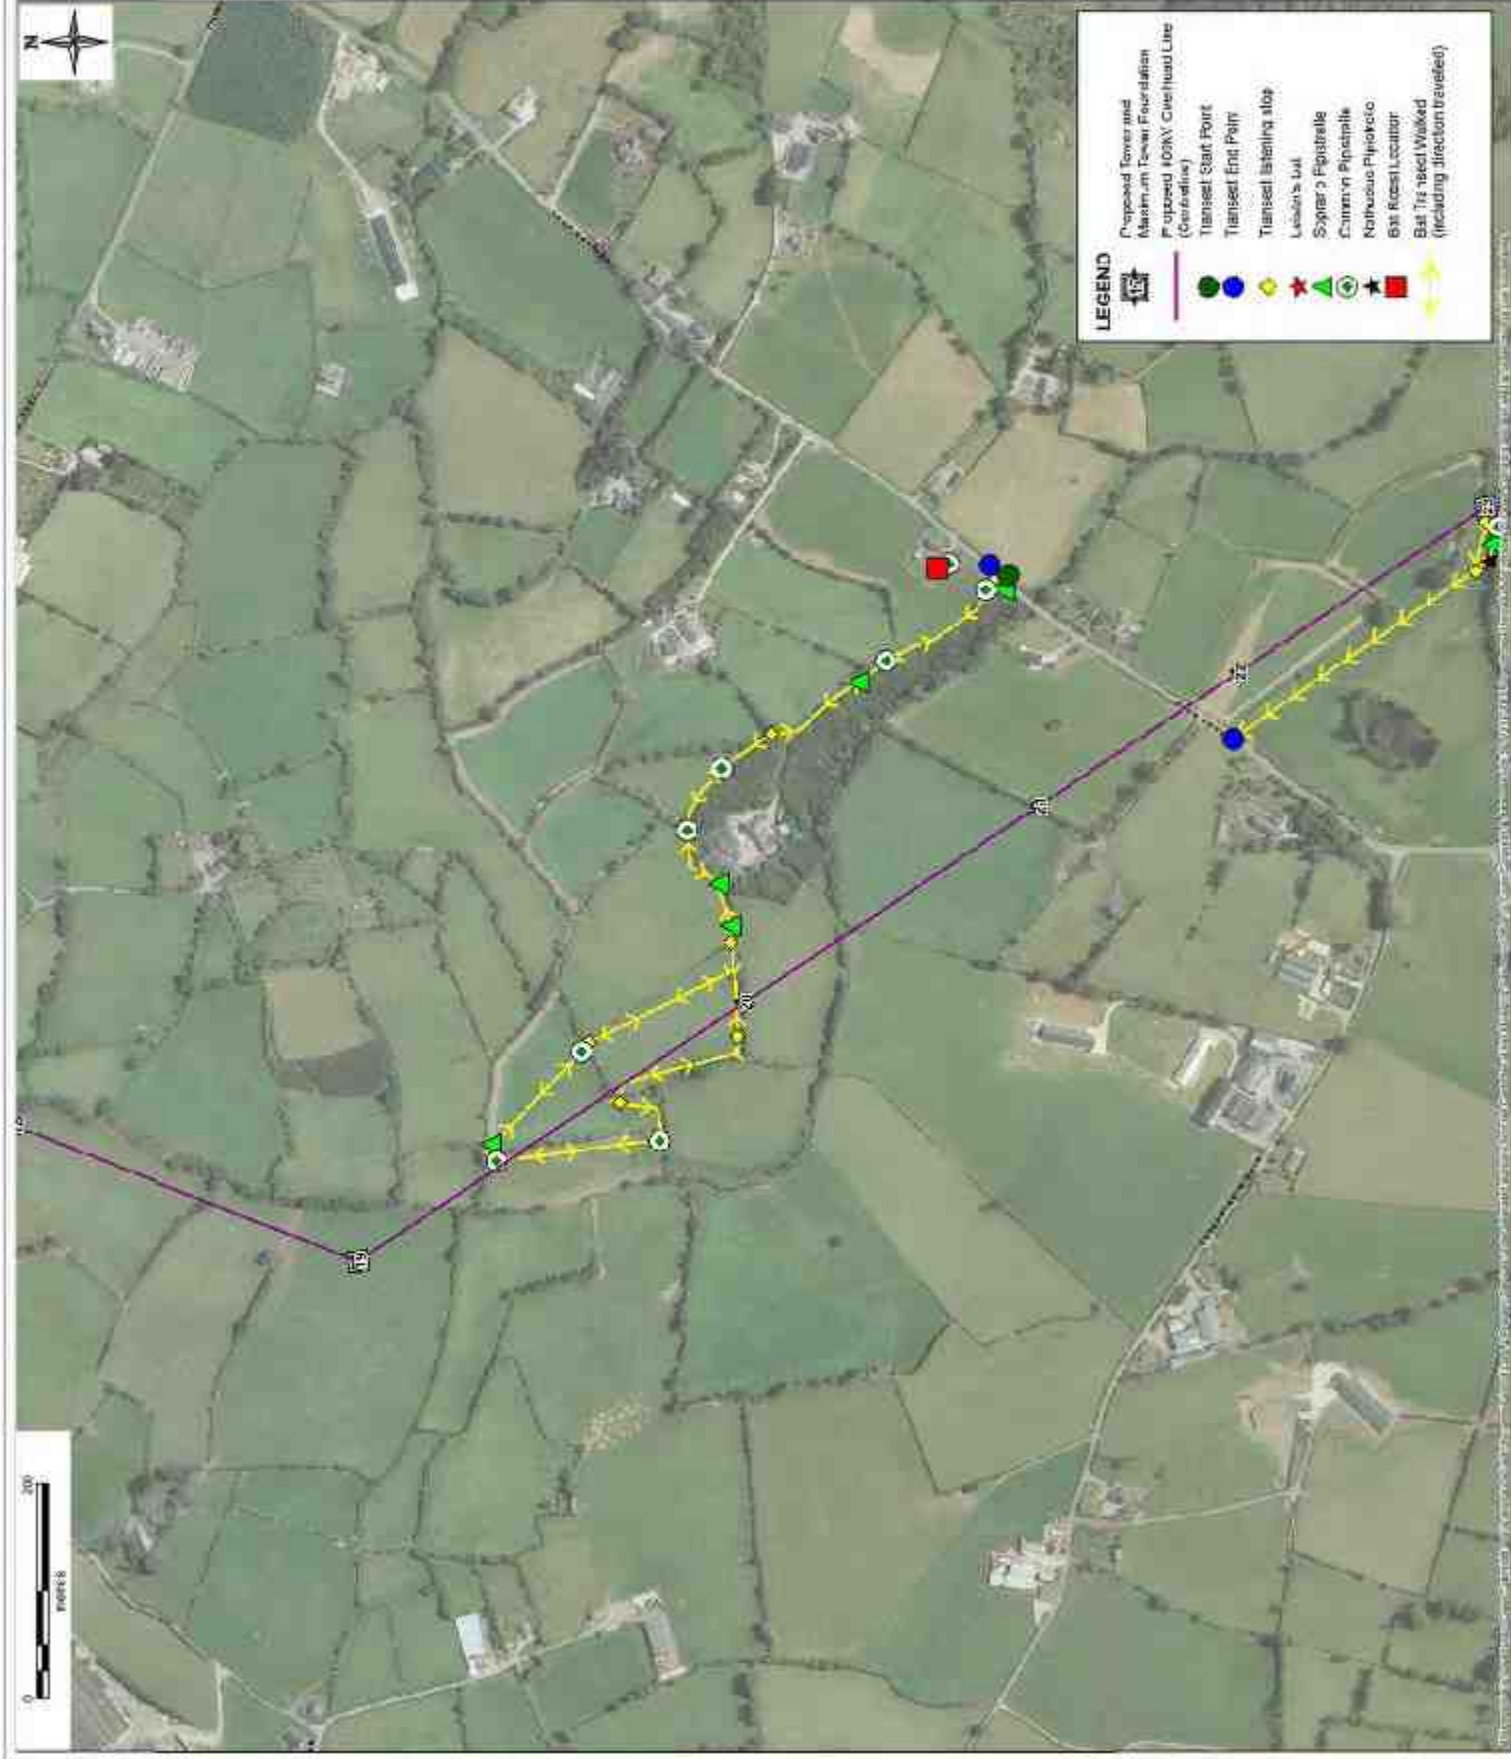 N
200
0
LEGEND
Proposed Tower and
Maximum Tower Foundation
Proposed 400kV Overhead Line
(Centreline)
Transect Start Point
Transect End Point
Transect listening stop
Soprano Pipistrelle
Common Pipistrelle
Bat Roost Location
Bat Transect Walked
(including direction travelled)
19
20
21
22